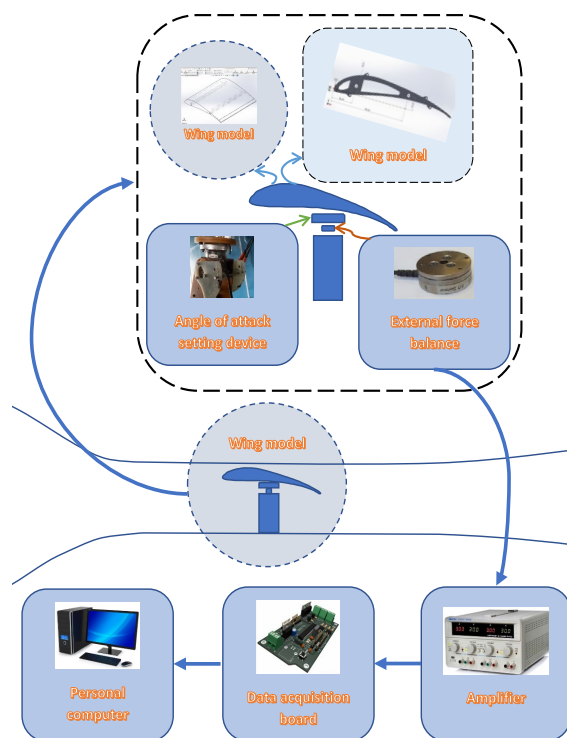 Wing model
Wing model
Angle of attack
setting device
External force
balance
Wing model
Personal
computer
Data acquisition
board
Amplifier